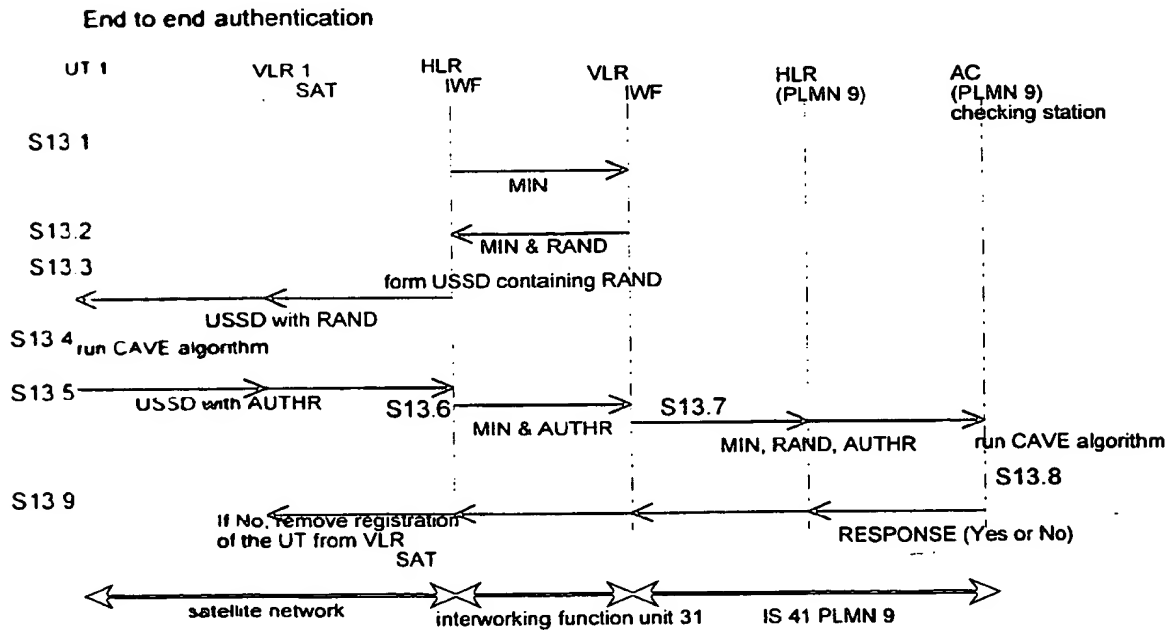 End to end authentication
UT 1
VLR 1
SAT
HLR
IWF
VLR
IWF
HLR
(PLMN 9)
AC
(PLMN 9)
checking station
S13 1
MIN
S13.2
MIN & RAND
S13.3
form USSD containing RAND
USSD with RAND
S13 4
run CAVE algorithm
S13 5
USSD with AUTHR
S13.6
MIN & AUTHR
S13.7
MIN, RAND, AUTHR
run CAVE algorithm
S13.8
S13 9
If No, remove registration
of the UT from VLR
SAT
RESPONSE (Yes or No)
satellite network
interworking function unit 31
IS 41 PLMN 9